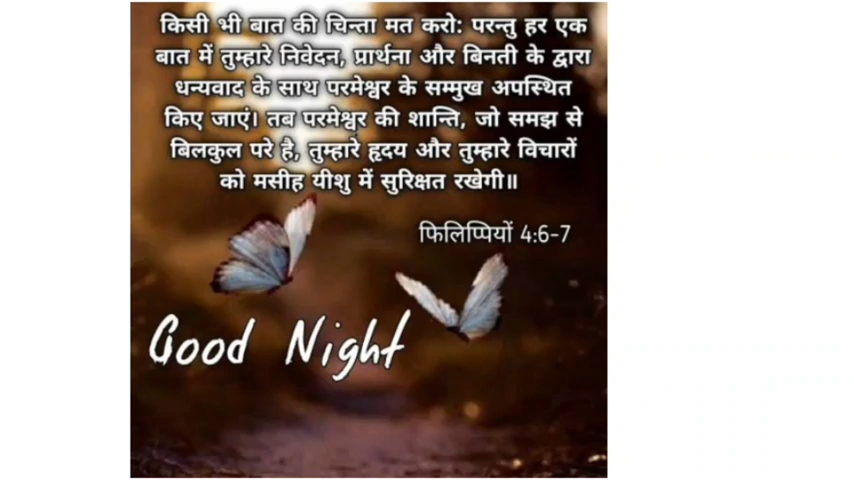 किसी भी बात की चिन्ता मत करो: परन्तु हर एक
बात में तुम्हारे निवेदन, प्रार्थना और बिनती के द्वारा
धन्यवाद के साथ परमेश्वर के सम्मुख अपस्थित
किए जाएं। तब परमेश्वर की शान्ति, जो समझ से
बिलकुल परे है, तुम्हारे हृदय और तुम्हारे विचारों
को मसीह यीशु में सुरिक्षत रखेगी॥
फिलिप्पियों 4:6-7
Good Night